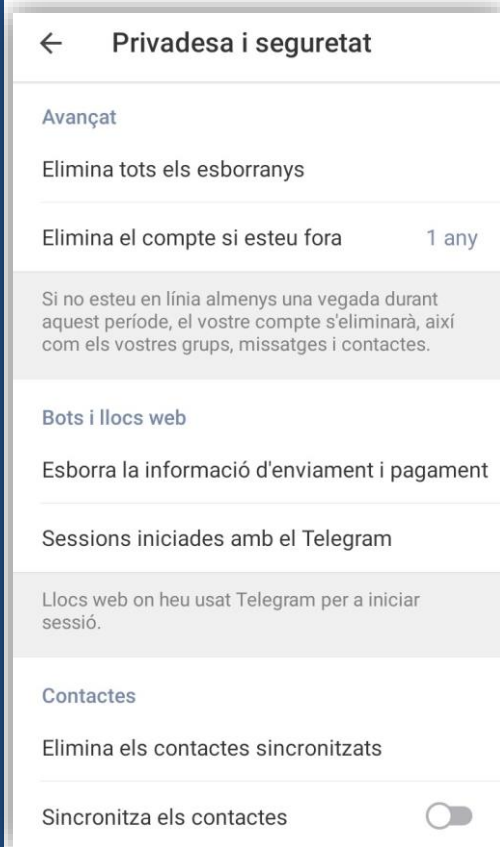 Privadesa i seguretat
Avançat
Elimina tots els esborranys
Elimina el compte si esteu fora 1 any
Si no esteu en línia almenys una vegada durant
aquest període, el vostre compte s'eliminarà, així
com els vostres grups, missatges i contactes.
Bots i llocs web
Esborra la informació d'enviament i pagament
Sessions iniciades amb el Telegram
Llocs web on heu usat Telegram per a iniciar
sessió.
Contactes
Elimina els contactes sincronitzats
Sincronitza els contactes